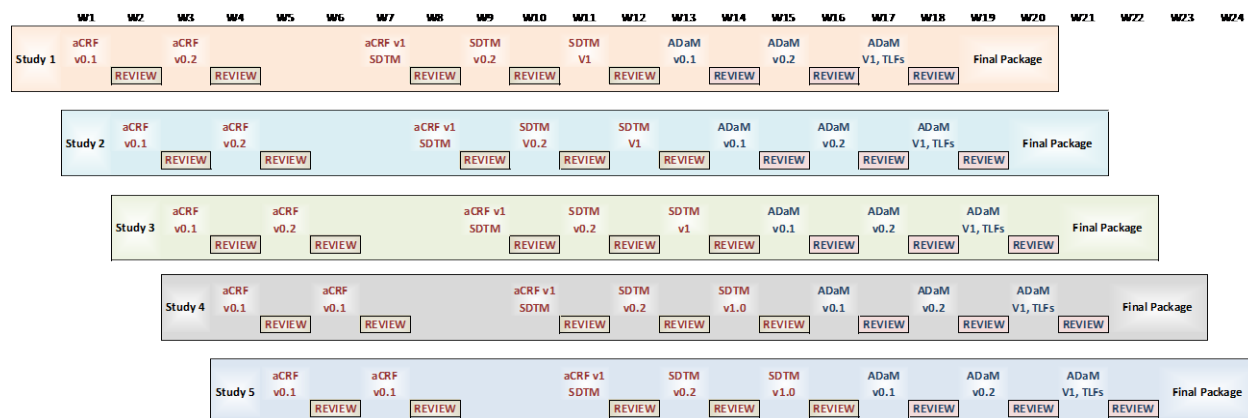 W1 W2 W3 W4 W5 W6 W7 W8 W9 W10 W11 W12 W13 W14 W15 W16 W17 W18 W19 W20 W21 W22 W23 W24
aCRF aCRF aCRF v1 SDTM SDTM ADaM ADaM ADaM
Study 1 v0.1 v0.2 SDTM v0.2 V1 v0.1 v0.2 V1, TLFs Final Package
REVIEW REVIEW REVIEW REVIEW REVIEW REVIEW REVIEW REVIEW
aCRF aCRF aCRF v1 SDTM SDTM ADaM ADaM ADaM
Study 2 v0.1 v0.2 SDTM V0.2 V1 v0.1 v0.2 V1, TLFs Final Package
REVIEW REVIEW REVIEW REVIEW REVIEW REVIEW REVIEW REVIEW
aCRF aCRF aCRF v1 SDTM SDTM ADaM ADaM ADaM
Study 3 v0.1 v0.2 SDTM v0.2 v1 v0.1 v0.2 V1, TLFs Final Package
REVIEW REVIEW REVIEW REVIEW REVIEW REVIEW REVIEW REVIEW
aCRF aCRF aCRF v1 SDTM SDTM ADaM ADaM ADaM
Study 4 v0.1 v0.1 SDTM v0.2 v1.0 v0.1 v0.2 V1, TLFs Final Package
REVIEW REVIEW REVIEW REVIEW REVIEW REVIEW REVIEW REVIEW
aCRF aCRF aCRF v1 SDTM SDTM ADaM ADaM ADaM
Study 5 v0.1 v0.1 SDTM v0.2 v1.0 v0.1 v0.2 V1, TLFs Final Package
REVIEW REVIEW REVIEW REVIEW REVIEW REVIEW REVIEW REVIEW